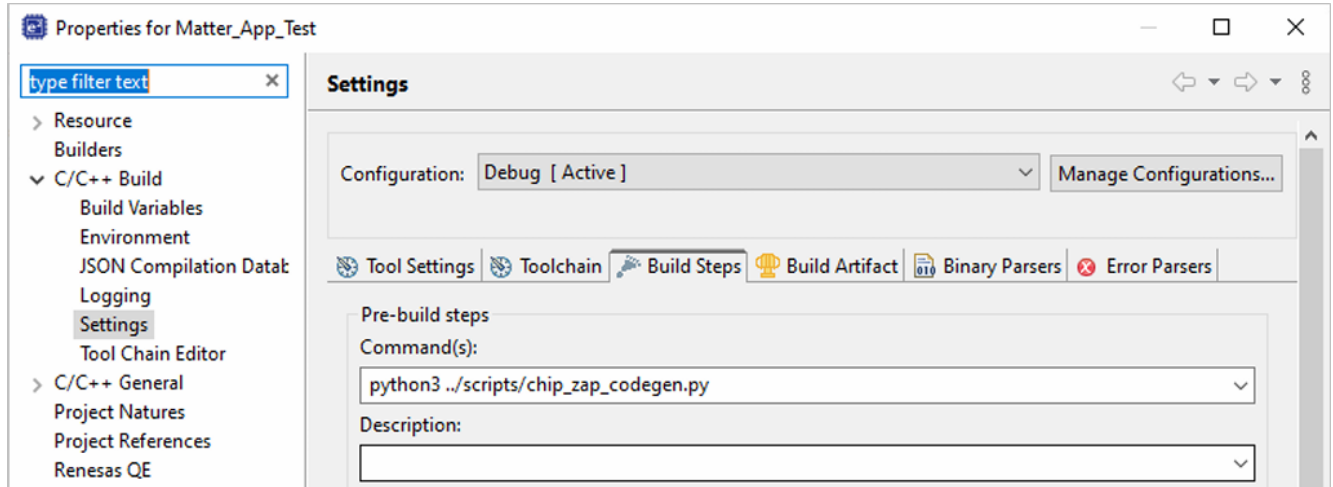 Properties for Matter_App_Test
type filter text
Resource
Builders
C/C++ Build
Build Variables
Environment
JSON Compilation Datab
Logging
Settings
Tool Chain Editor
C/C++ General
Project Natures
Project References
Renesas QE
Settings
Configuration: Debug [ Active ] Manage Configurations...
Tool Settings Toolchain Build Steps Build Artifact Binary Parsers Error Parsers
Pre-build steps
Command(s):
python3 ../scripts/chip_zap_codegen.py
Description: